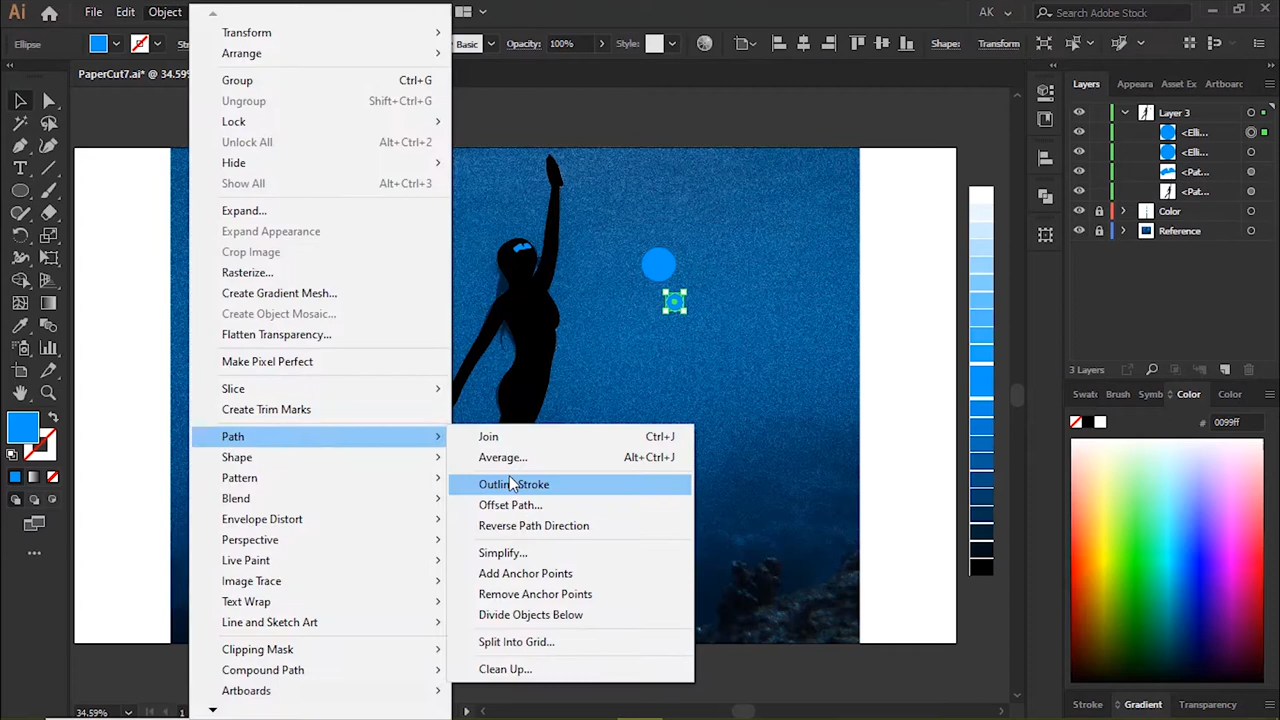 Ai File Edit Object Search Adobe Stock AK
Ellipse Basic Opacity: 100% Style: Shape: Transform
PaperCut7.ai* @ 34.59%
Transform
Arrange
Group Ctrl+G
Ungroup Shift+Ctrl+G
Lock
Unlock All Alt+Ctrl+2
Hide
Show All Alt+Ctrl+3
Expand...
Expand Appearance
Crop Image
Rasterize...
Create Gradient Mesh...
Create Object Mosaic...
Flatten Transparency...
Make Pixel Perfect
Slice
Create Trim Marks
Path
Shape
Pattern
Blend
Envelope Distort
Perspective
Live Paint
Image Trace
Text Wrap
Line and Sketch Art
Clipping Mask
Compound Path
Artboards
Join Ctrl+J
Average... Alt+Ctrl+J
Outline Stroke
Offset Path...
Reverse Path Direction
Simplify...
Add Anchor Points
Remove Anchor Points
Divide Objects Below
Split Into Grid...
Clean Up...
Layers Appeara Asset Ex Artboarc
Layer 3
<Elli...
<Elli...
<Pat...
<Pat...
Color
Reference
3 Layers
Swatc Brush Symb Color Color
0099ff
Stroke Gradient Transparency
34.59% 1